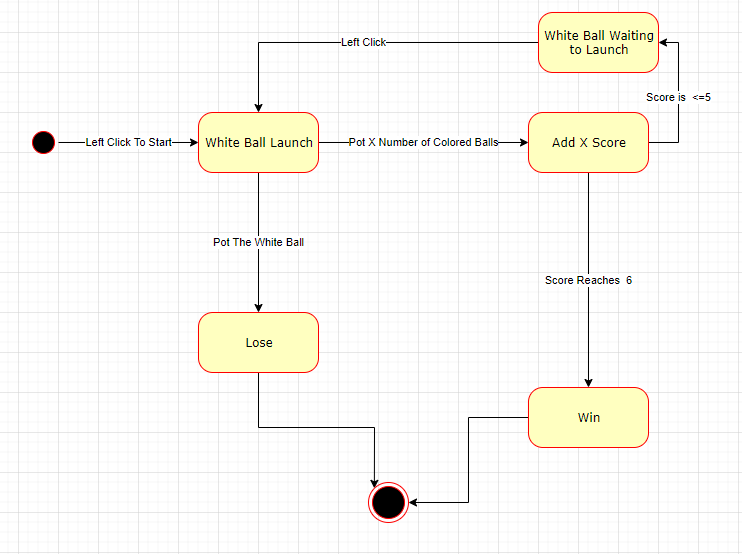 White Ball Waiting
to Launch
Left Click
Score is <=5
Left Click To Start
White Ball Launch
Pot X Number of Colored Balls
Add X Score
Pot The White Ball
Score Reaches 6
Lose
Win